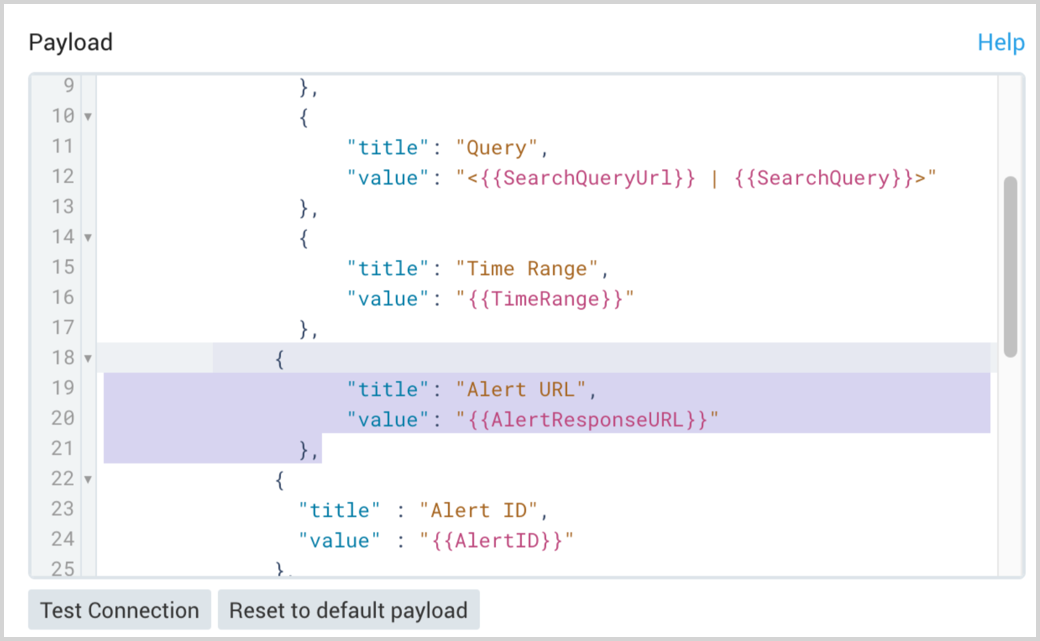 Payload
Help
9 },
10 {
11 "title": "Query",
12 "value": "<{{SearchQueryUrl}} | {{SearchQuery}}>"
13 },
14 {
15 "title": "Time Range",
16 "value": "{{TimeRange}}"
17 },
18 {
19 "title": "Alert URL",
20 "value": "{{AlertResponseURL}}"
21 },
22 {
23 "title" : "Alert ID",
24 "value" : "{{AlertID}}"
25 },
Test Connection
Reset to default payload